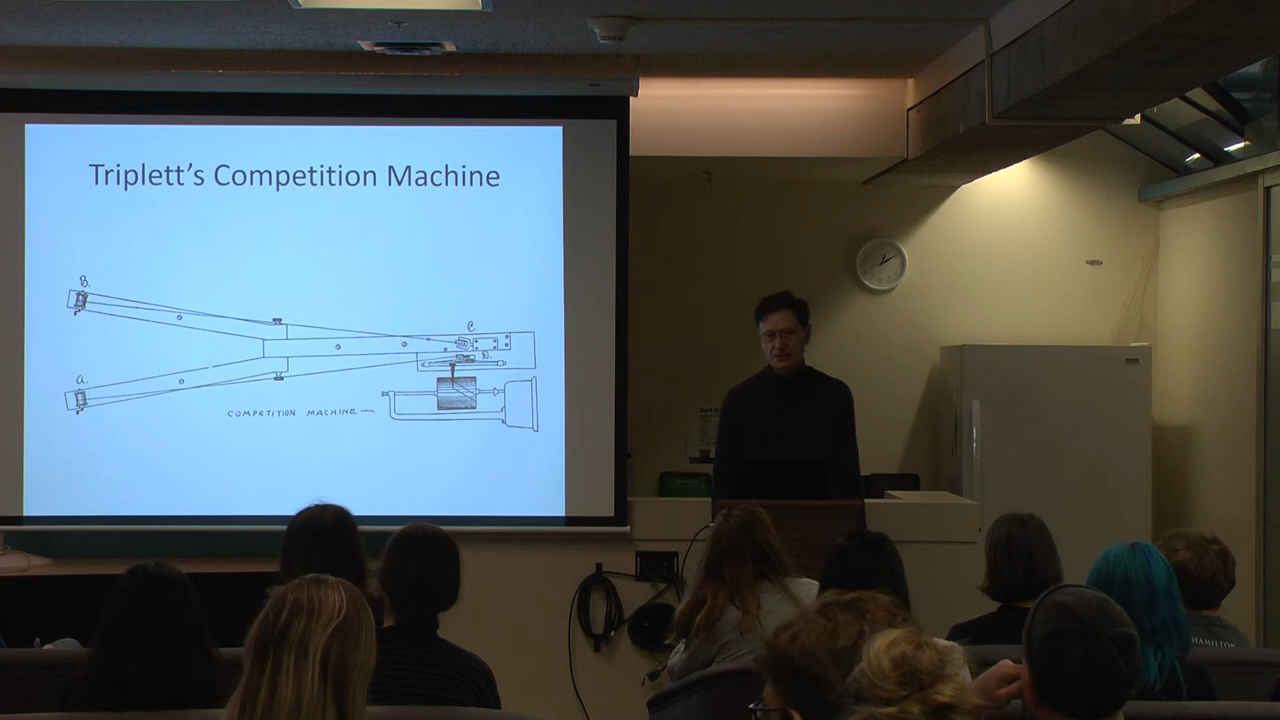 Triplett's Competition Machine
B.
C.
D.
a.
COMPETITION MACHINE
HAMILTON